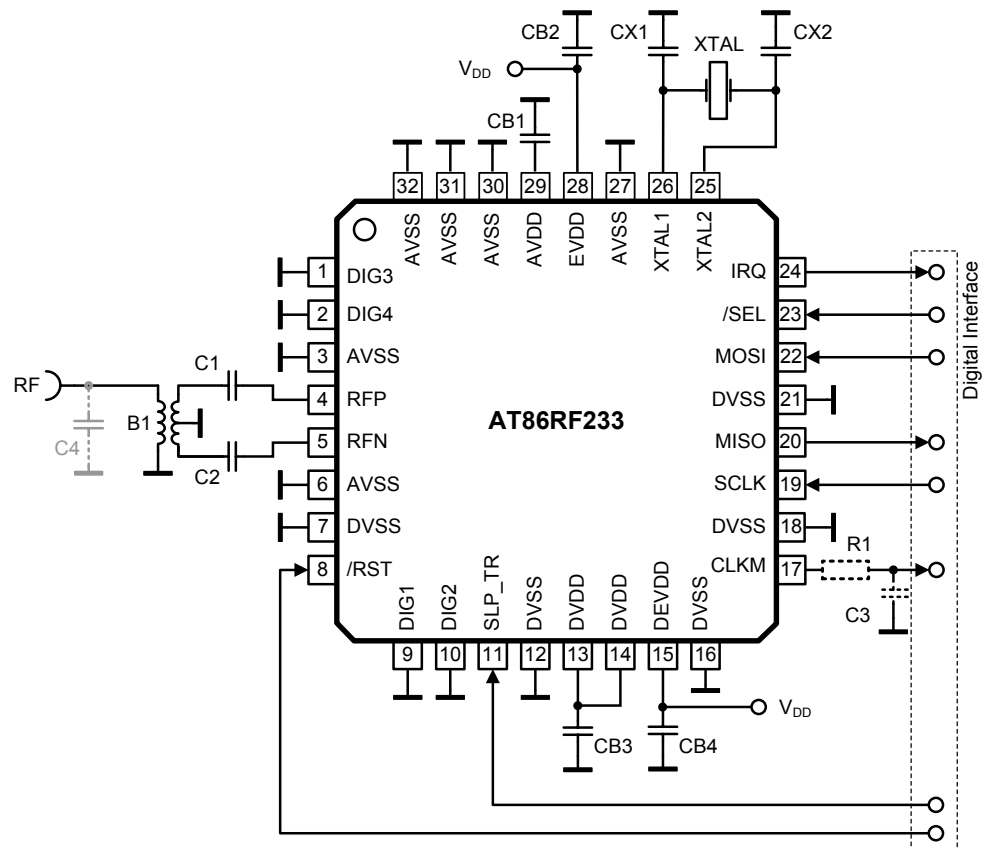 CB2
CX1
XTAL
CX2
VDD
CB1
32
31
30
29
28
27
26
25
AVSS
AVSS
AVSS
AVDD
EVDD
AVSS
XTAL1
XTAL2
1 DIG3
2 DIG4
3 AVSS
4 RFP
5 RFN
6 AVSS
7 DVSS
8 /RST
RF
C4
B1
C1
C2
AT86RF233
IRQ 24
/SEL 23
MOSI 22
DVSS 21
MISO 20
SCLK 19
DVSS 18
CLKM 17
R1
C3
Digital Interface
DIG1
DIG2
SLP_TR
DVSS
DVDD
DVDD
DEVDD
DVSS
9
10
11
12
13
14
15
16
CB3
CB4
VDD